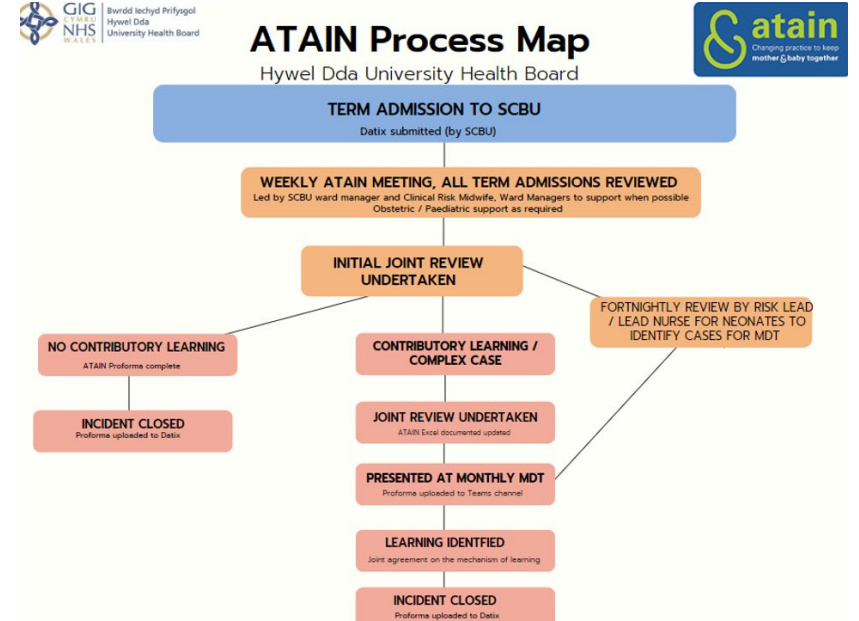 GIG
CYMRU
NHS
WALES
Bwrdd Iechyd Prifysgol
Hywel Dda
University Health Board
ATAIN Process Map
Hywel Dda University Health Board
atain
Changing practice to keep
mother & baby together
TERM ADMISSION TO SCBU
Datix submitted (by SCBU)
WEEKLY ATAIN MEETING, ALL TERM ADMISSIONS REVIEWED
Led by SCBU ward manager and Clinical Risk Midwife, Ward Managers to support when possible
Obstetric / Paediatric support as required
INITIAL JOINT REVIEW
UNDERTAKEN
FORTNIGHTLY REVIEW BY RISK LEAD
/ LEAD NURSE FOR NEONATES TO
IDENTIFY CASES FOR MDT
NO CONTRIBUTORY LEARNING
ATAIN Proforma complete
INCIDENT CLOSED
Proforma uploaded to Datix
CONTRIBUTORY LEARNING /
COMPLEX CASE
JOINT REVIEW UNDERTAKEN
ATAIN Excel documented updated
PRESENTED AT MONTHLY MDT
Proforma uploaded to Teams channel
LEARNING IDENTFIED
Joint agreement on the mechanism of learning
INCIDENT CLOSED
Proforma uploaded to Datix